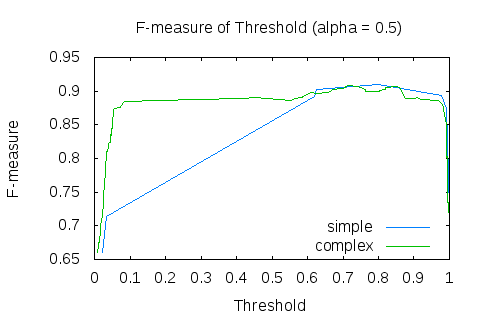 F-measure of Threshold (alpha = 0.5)
0.95
0.9
0.85
0.8
0.75
0.7
0.65
F-measure
simple
complex
0 0.1 0.2 0.3 0.4 0.5 0.6 0.7 0.8 0.9 1
Threshold